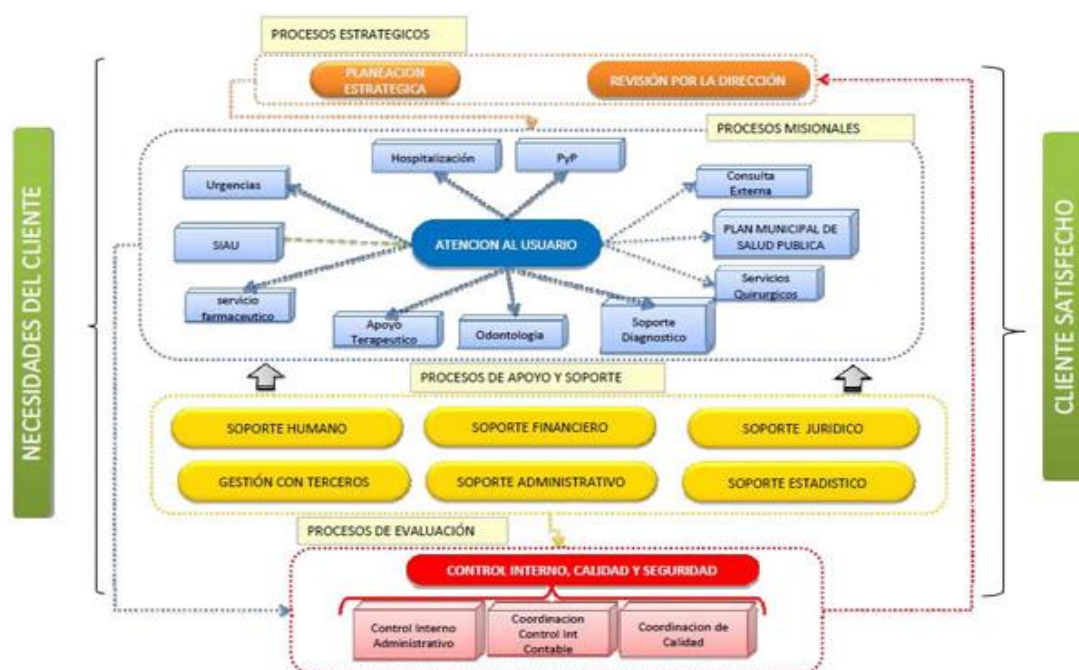 PROCESOS ESTRATEGICOS
PLANEACION
ESTRATEGICA
REVISIÓN POR LA DIRECCIÓN
NECESIDADES DEL CLIENTE
PROCESOS MISIONALES
Hospitalización
PyP
Urgencias
Consulta
Externa
SIAU
ATENCION AL USUARIO
PLAN MUNICIPAL DE
SALUD PUBLICA
servicio
farmaceutico
Servicios
Quirurgicos
Apoyo
Terapeutico
Odontologia
Soporte
Diagnostico
CLIENTE SATISFECHO
PROCESOS DE APOYO Y SOPORTE
SOPORTE HUMANO
SOPORTE FINANCIERO
SOPORTE JURIDICO
GESTIÓN CON TERCEROS
SOPORTE ADMINISTRATIVO
SOPORTE ESTADISTICO
PROCESOS DE EVALUACIÓN
CONTROL INTERNO, CALIDAD Y SEGURIDAD
Control Interno
Administrativo
Coordinacion
Control Int
Contable
Coordinacion de
Calidad